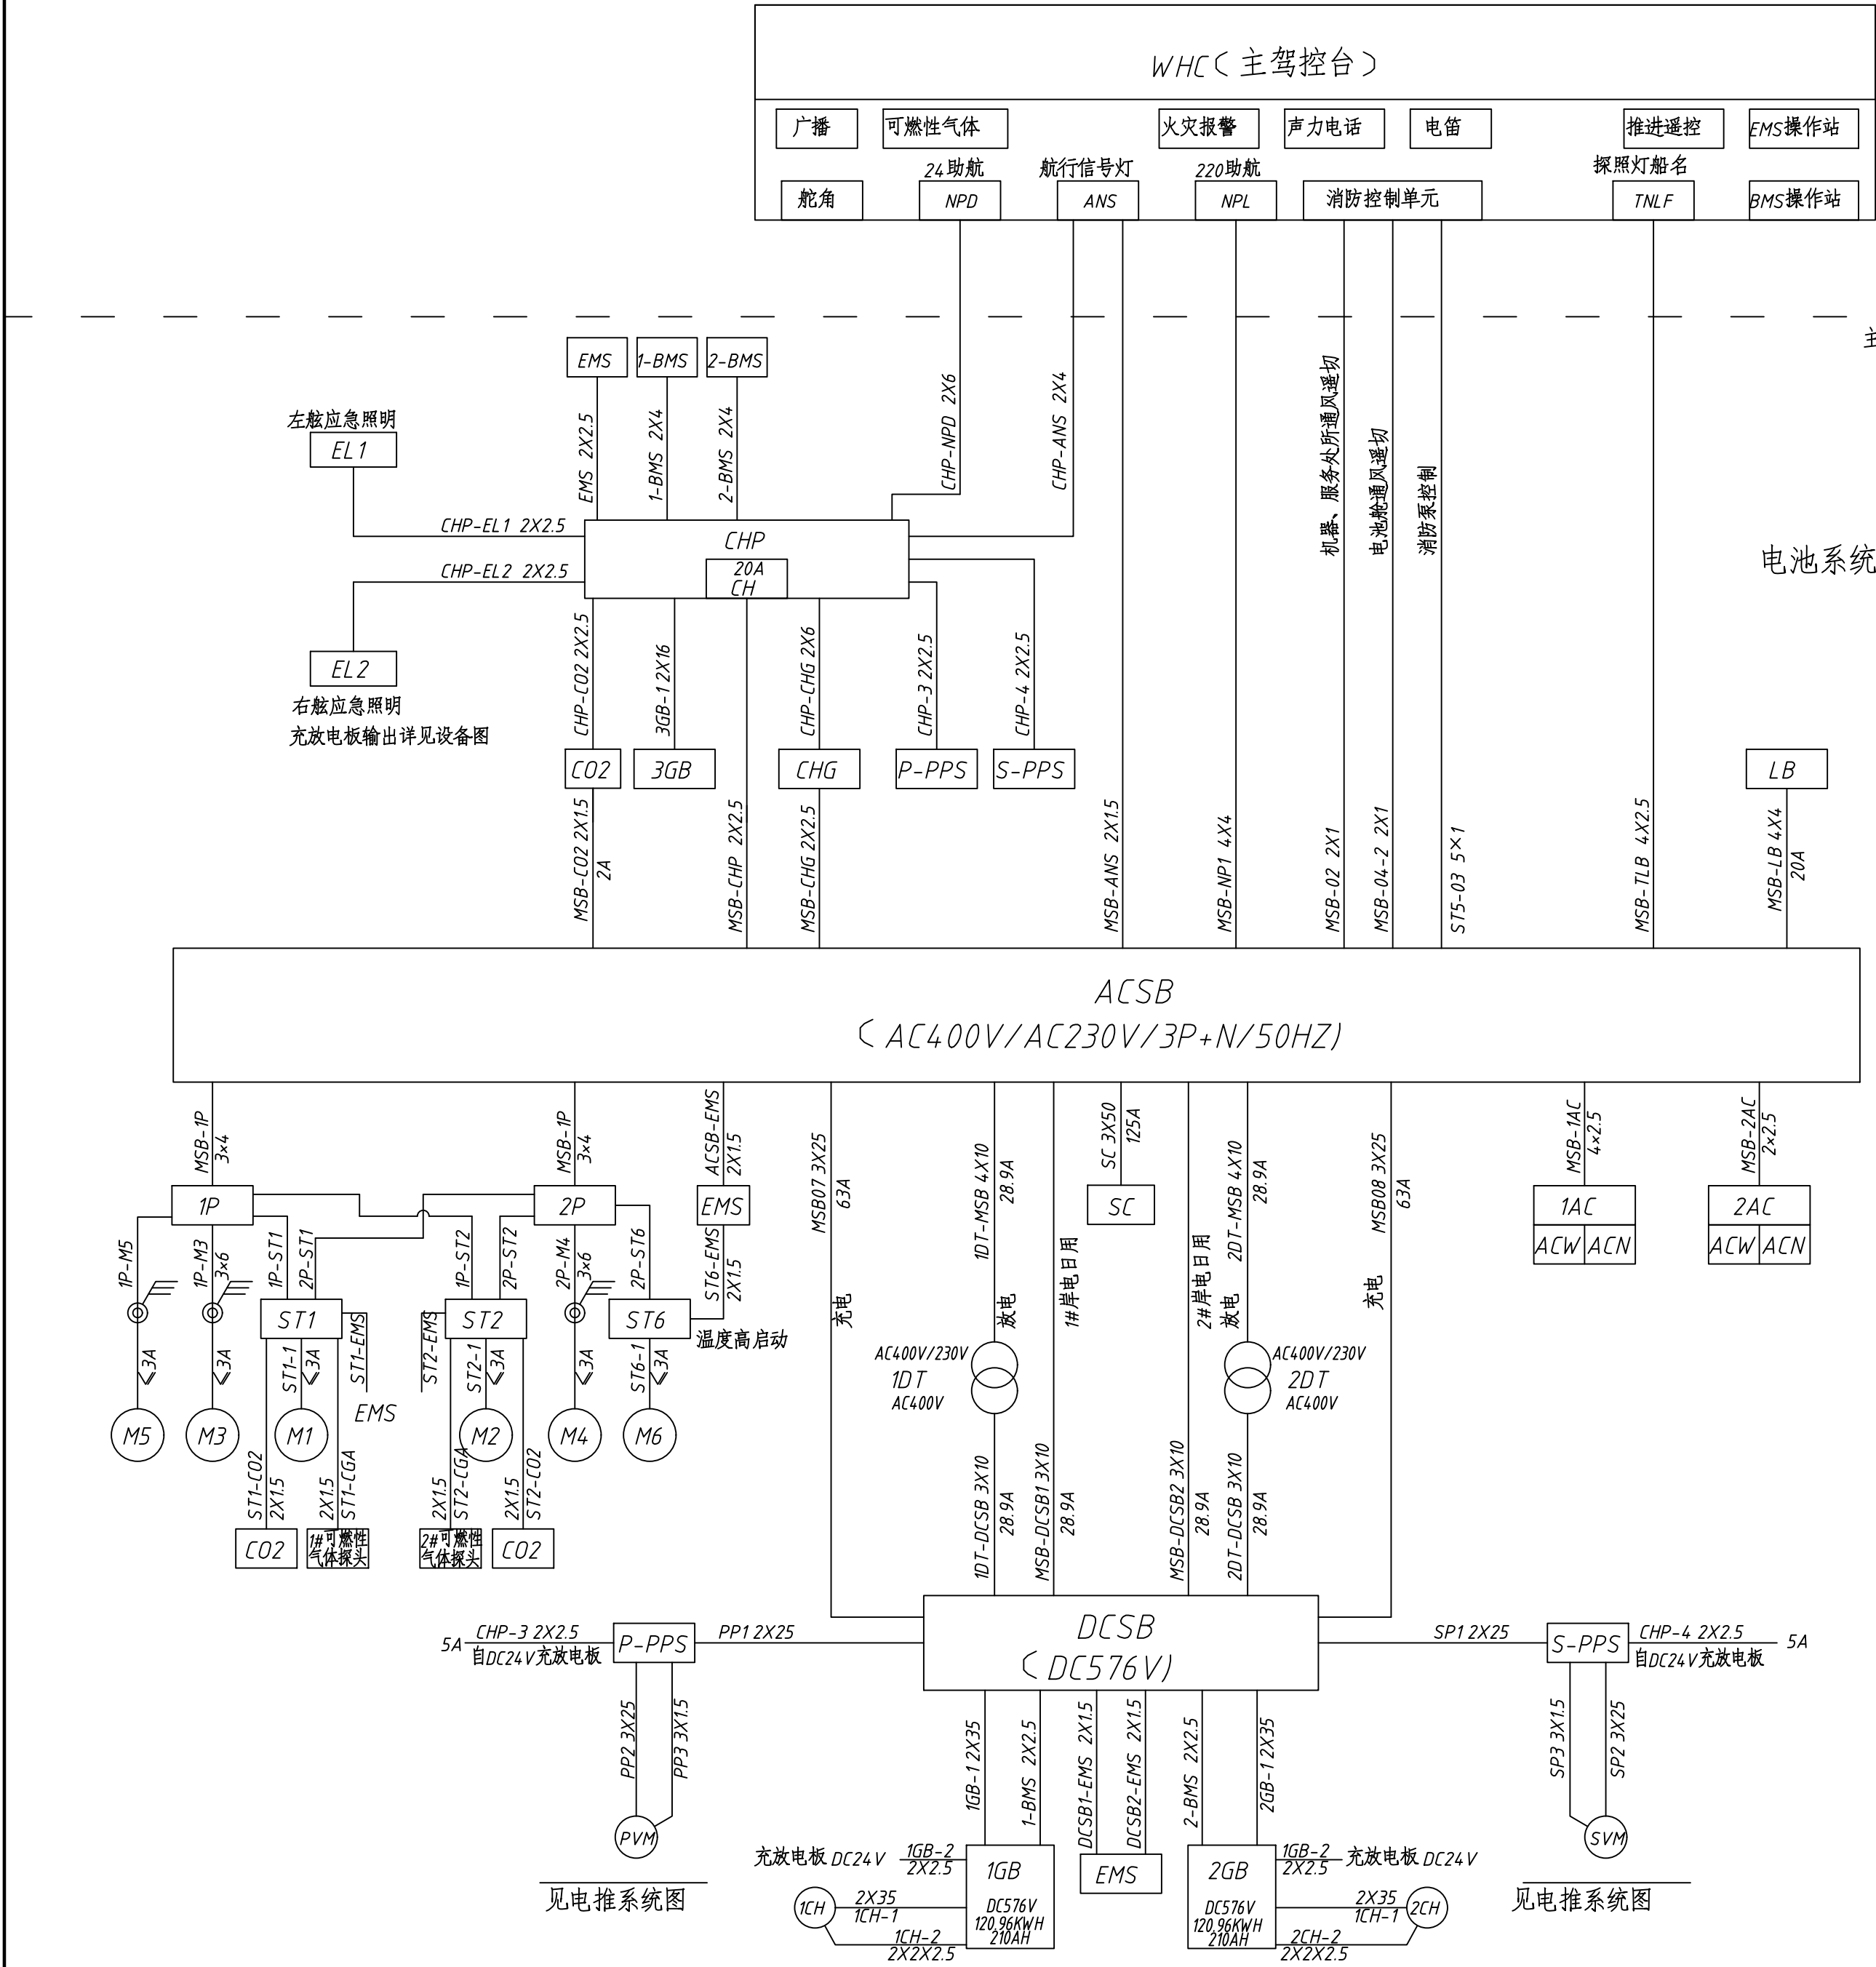 WHC(主驾控台)
广播
可燃性气体
火灾报警
声力电话
电笛
推进遥控
EMS操作站
24助航
航行信号灯
220助航
探照灯船名
舵角
NPD
ANS
NPL
消防控制单元
TNLF
BMS操作站
EMS
1-BMS
2-BMS
左舷应急照明
EL1
EMS 2X2.5
1-BMS 2X4
2-BMS 2X4
CHP-NPD 2X6
CHP-ANS 2X4
机器、服务处所通风遥切
电池舱通风遥切
消防泵控制
CHP-EL1 2X2.5
CHP
20A
CH
CHP-EL2 2X2.5
电池系统
EL2
右舷应急照明
充放电板输出详见设备图
CHP-CO2 2X2.5
3GB-1 2X16
CHP-CHG 2X6
CHP-3 2X2.5
CHP-4 2X2.5
CO2
3GB
CHG
P-PPS
S-PPS
LB
MSB-CO2 2X1.5
2A
MSB-CHP 2X2.5
MSB-CHG 2X2.5
MSB-ANS 2X1.5
MSB-NP1 4X4
MSB-02 2X1
MSB-04-2 2X1
ST5-03 5×1
MSB-TLB 4X2.5
MSB-LB 4X4
20A
ACSB
(AC400V/AC230V/3P+N/50HZ)
MSB-1P
3×4
MSB-1P
3×4
ACSB-EMS
2X1.5
MSB07 3X25
63A
1DT-MSB 4X10
28.9A
SC 3X50
125A
2DT-MSB 4X10
28.9A
MSB08 3X25
63A
MSB-1AC
4×2.5
MSB-2AC
2×2.5
1P
2P
EMS
SC
1AC
ACW
ACN
2AC
ACW
ACN
1P-M5
1P-M3
3×6
1P-ST1
2P-ST1
1P-ST2
2P-ST2
2P-M4
3×6
2P-ST6
ST6-EMS
2X1.5
充电
放电
1#岸电日用
2#岸电日用
放电
充电
ST1
ST2
ST6
温度高启动
3A
3A
ST1-1
3A
ST1-EMS
ST2-EMS
ST2-1
3A
3A
ST6-1
3A
EMS
AC400V/230V
1DT
AC400V
AC400V/230V
2DT
AC400V
M5
M3
M1
M2
M4
M6
ST1-CO2
2X1.5
2X1.5
ST1-CGA
2X1.5
ST2-CGA
2X1.5
ST2-CO2
CO2
1#可燃性
气体探头
2#可燃性
气体探头
CO2
1DT-DCSB 3X10
28.9A
MSB-DCSB1 3X10
28.9A
MSB-DCSB2 3X10
28.9A
2DT-DCSB 3X10
28.9A
DCSB
(DC576V)
5A
CHP-3 2X2.5
自DC24V充放电板
P-PPS
PP1 2X25
SP1 2X25
S-PPS
CHP-4 2X2.5
自DC24V充放电板
5A
PP2 3X25
PP3 3X1.5
1GB-1 2X35
1-BMS 2X2.5
DCSB1-EMS 2X1.5
DCSB2-EMS 2X1.5
2-BMS 2X2.5
2GB-1 2X35
SP3 3X1.5
SP2 3X25
PVM
SVM
见电推系统图
见电推系统图
充放电板 DC24V
1GB-2
2X2.5
1GB
DC576V
120.96KWH
210AH
EMS
2GB
DC576V
120.96KWH
210AH
1GB-2
2X2.5
充放电板 DC24V
1CH
2X35
1CH-1
1CH-2
2X2X2.5
2X35
1CH-1
2CH
2CH-2
2X2X2.5